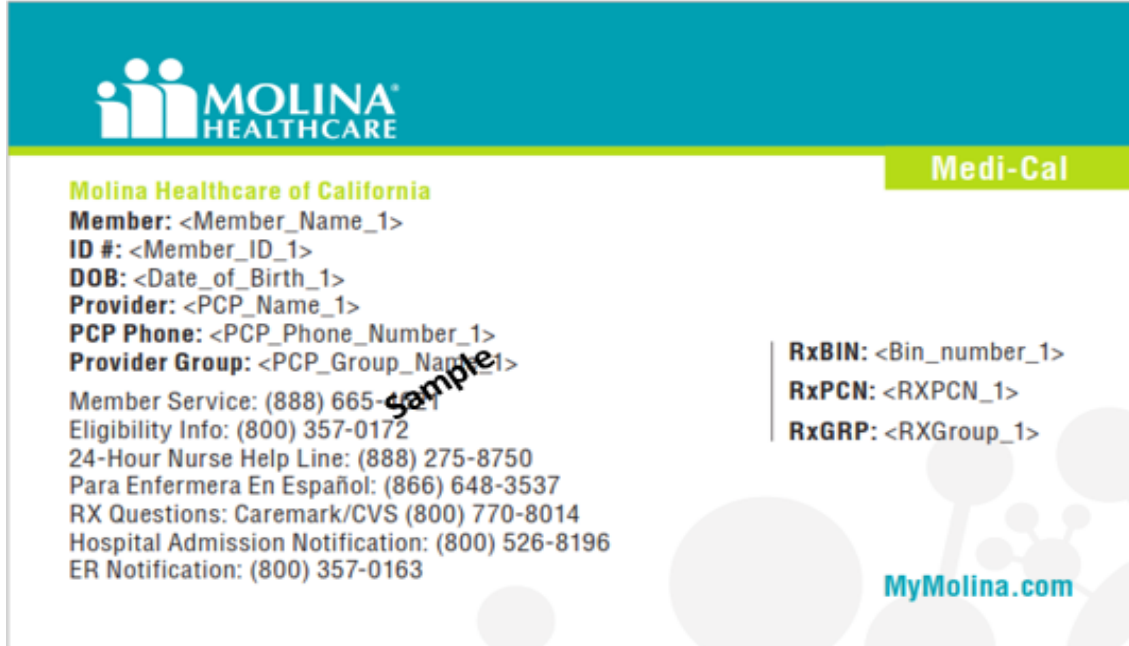 MOLINA®
HEALTHCARE
Medi-Cal
Molina Healthcare of California
Member: <Member_Name_1>
ID #: <Member_ID_1>
DOB: <Date_of_Birth_1>
Provider: <PCP_Name_1>
PCP Phone: <PCP_Phone_Number_1>
Provider Group: <PCP_Group_Name_1>
Sample
Member Service: (888) 665-
Eligibility Info: (800) 357-0172
24-Hour Nurse Help Line: (888) 275-8750
Para Enfermera En Español: (866) 648-3537
RX Questions: Caremark/CVS (800) 770-8014
Hospital Admission Notification: (800) 526-8196
ER Notification: (800) 357-0163
RxBIN: <Bin_number_1>
RxPCN: <RXPCN_1>
RxGRP: <RXGroup_1>
MyMolina.com